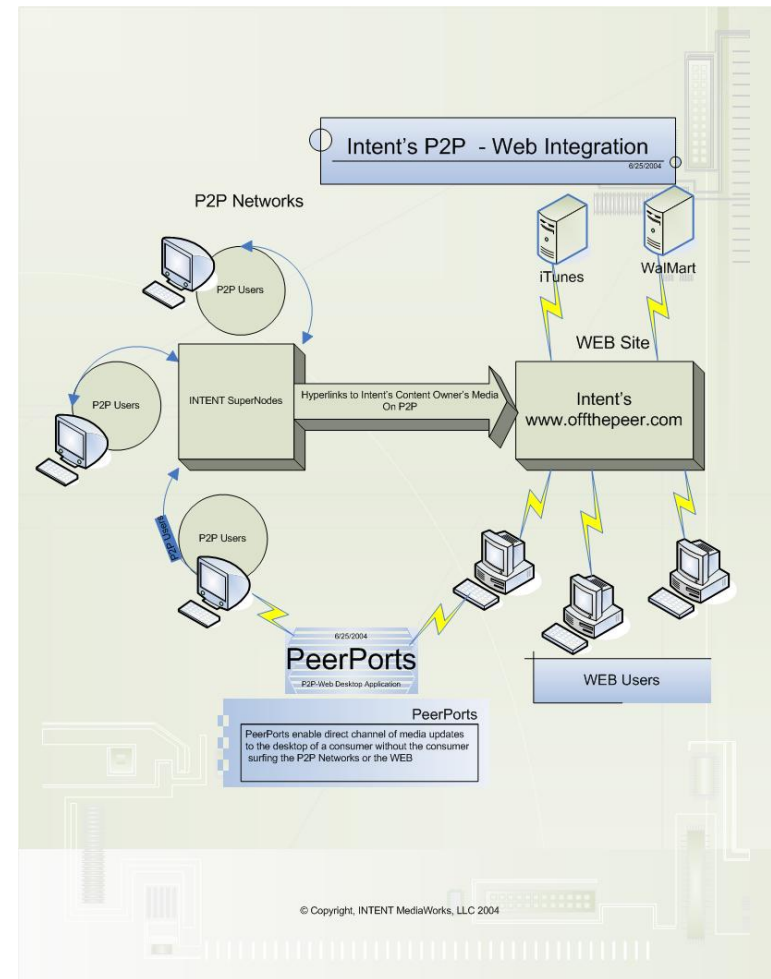 Intent's P2P - Web Integration
6/25/2004
P2P Networks
iTunes
WalMart
P2P Users
WEB Site
INTENT SuperNodes
Hyperlinks to Intent's Content Owner's Media
On P2P
Intent's
www.offthepeer.com
P2P Users
P2P Users
P2P Users
6/25/2004
PeerPorts
P2P-Web Desktop Application
WEB Users
PeerPorts
PeerPorts enable direct channel of media updates
to the desktop of a consumer without the consumer
surfing the P2P Networks or the WEB
© Copyright, INTENT MediaWorks, LLC 2004